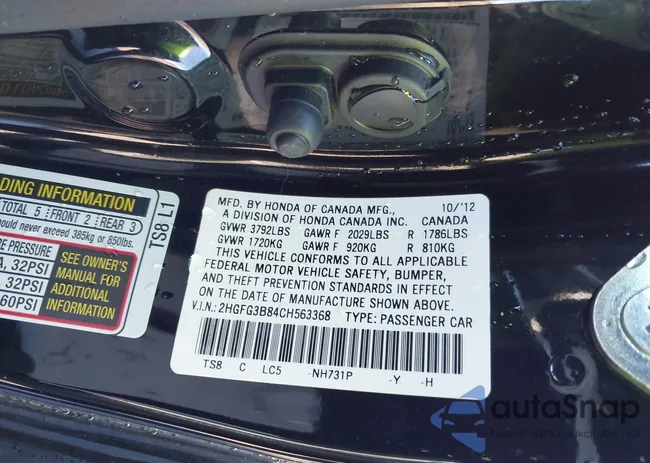 DING INFORMATION
TOTAL 5 FRONT 2 REAR 3
never exceed 385kg or 850lbs.
E PRESSURE
A, 32PSI
, 32PSI
60PSI
SEE OWNER'S
MANUAL FOR
ADDITIONAL
INFORMATION
TS8 L1
MFD. BY HONDA OF CANADA MFG., 10/'12
A DIVISION OF HONDA CANADA INC. CANADA
GVWR 3792LBS GAWR F 2029LBS R 1786LBS
GVWR 1720KG GAWR F 920KG R 810KG
THIS VEHICLE CONFORMS TO ALL APPLICABLE
FEDERAL MOTOR VEHICLE SAFETY, BUMPER,
AND THEFT PREVENTION STANDARDS IN EFFECT
ON THE DATE OF MANUFACTURE SHOWN ABOVE.
V.I.N.: 2HGFG3B84CH563368 TYPE: PASSENGER CAR
TS8 C LC5 -NH731P -Y -H
autaSnap